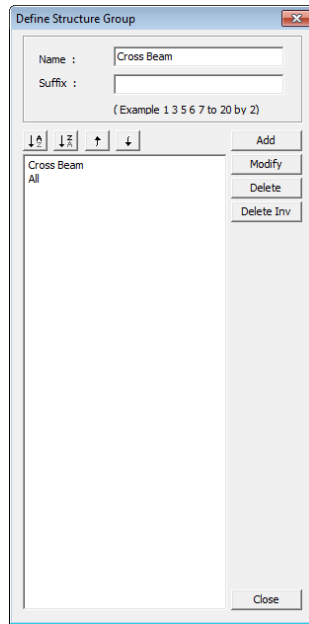 Define Structure Group
Name : Cross Beam
Suffix :
( Example 1 3 5 6 7 to 20 by 2)
Add
Cross Beam
All
Modify
Delete
Delete Inv
Close